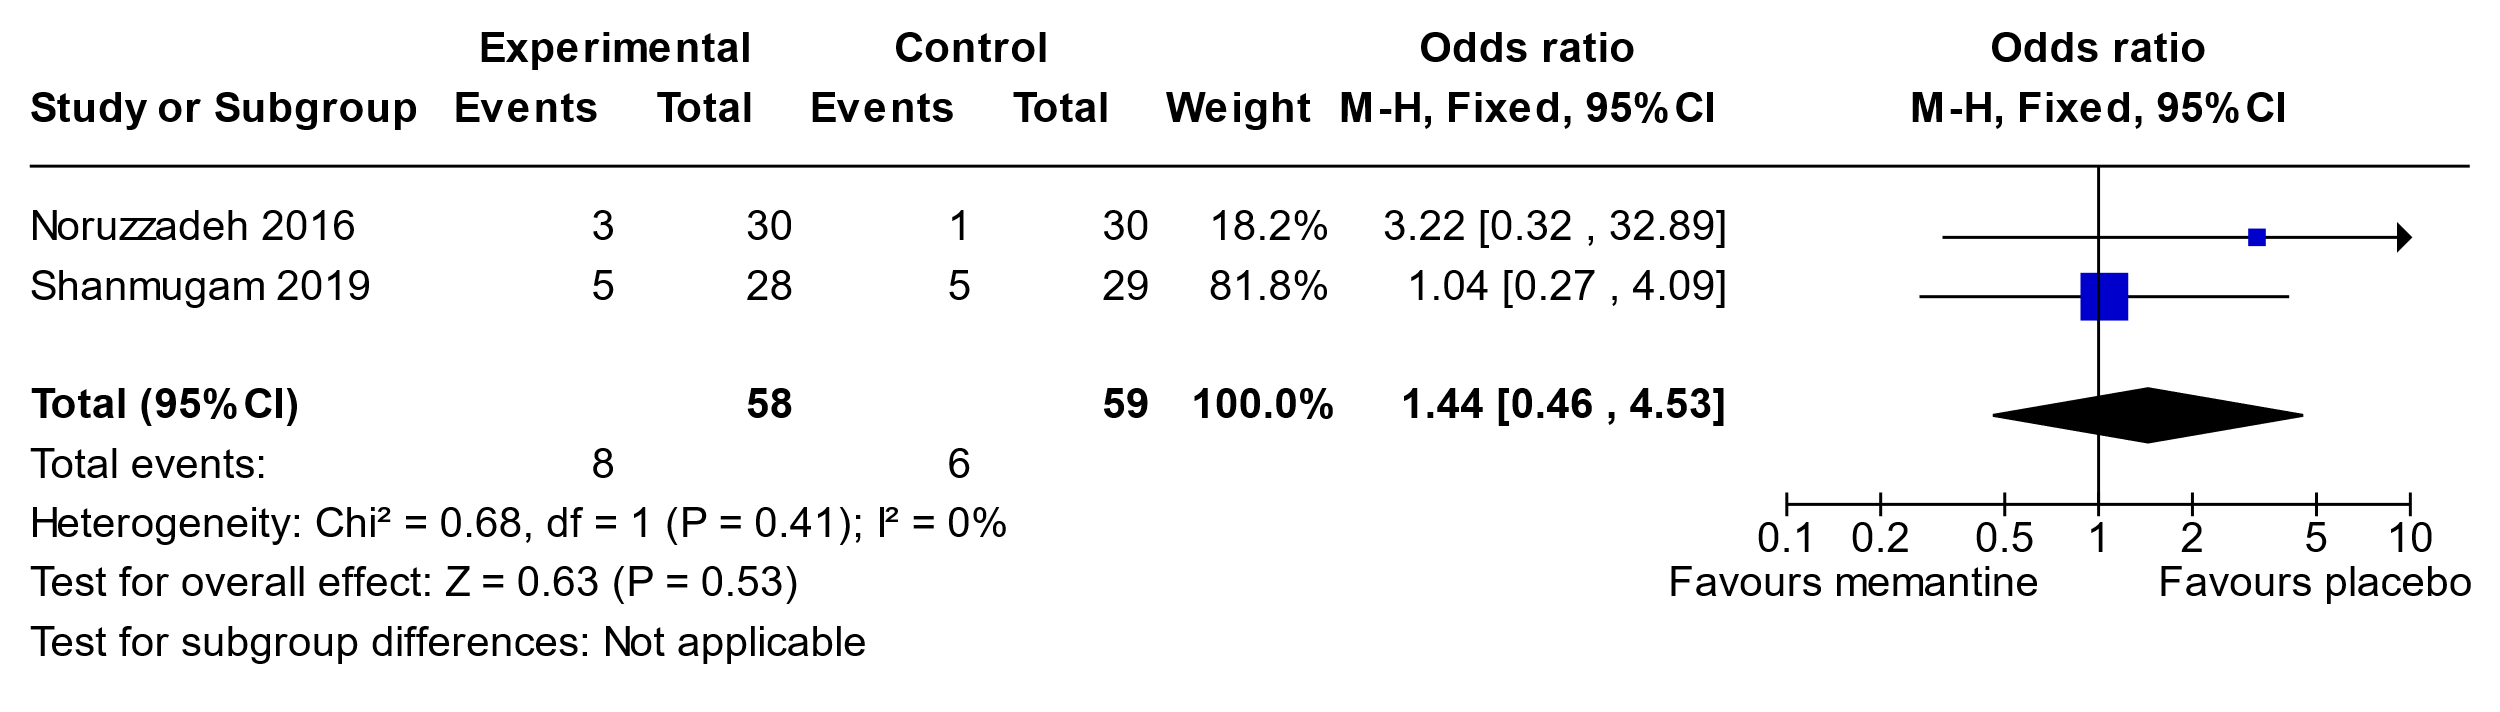 Experimental Control Odds ratio Odds ratio
Study or Subgroup Events Total Events Total Weight M-H, Fixed, 95% CI M-H, Fixed, 95% CI
Noruzzadeh 2016 3 30 1 30 18.2% 3.22 [0.32 , 32.89]
Shanmugam 2019 5 28 5 29 81.8% 1.04 [0.27 , 4.09]
Total (95% CI) 58 59 100.0% 1.44 [0.46 , 4.53]
Total events: 8 6
Heterogeneity: Chi² = 0.68, df = 1 (P = 0.41); I² = 0%
0.1 0.2 0.5 1 2 5 10
Test for overall effect: Z = 0.63 (P = 0.53) Favours memantine Favours placebo
Test for subgroup differences: Not applicable